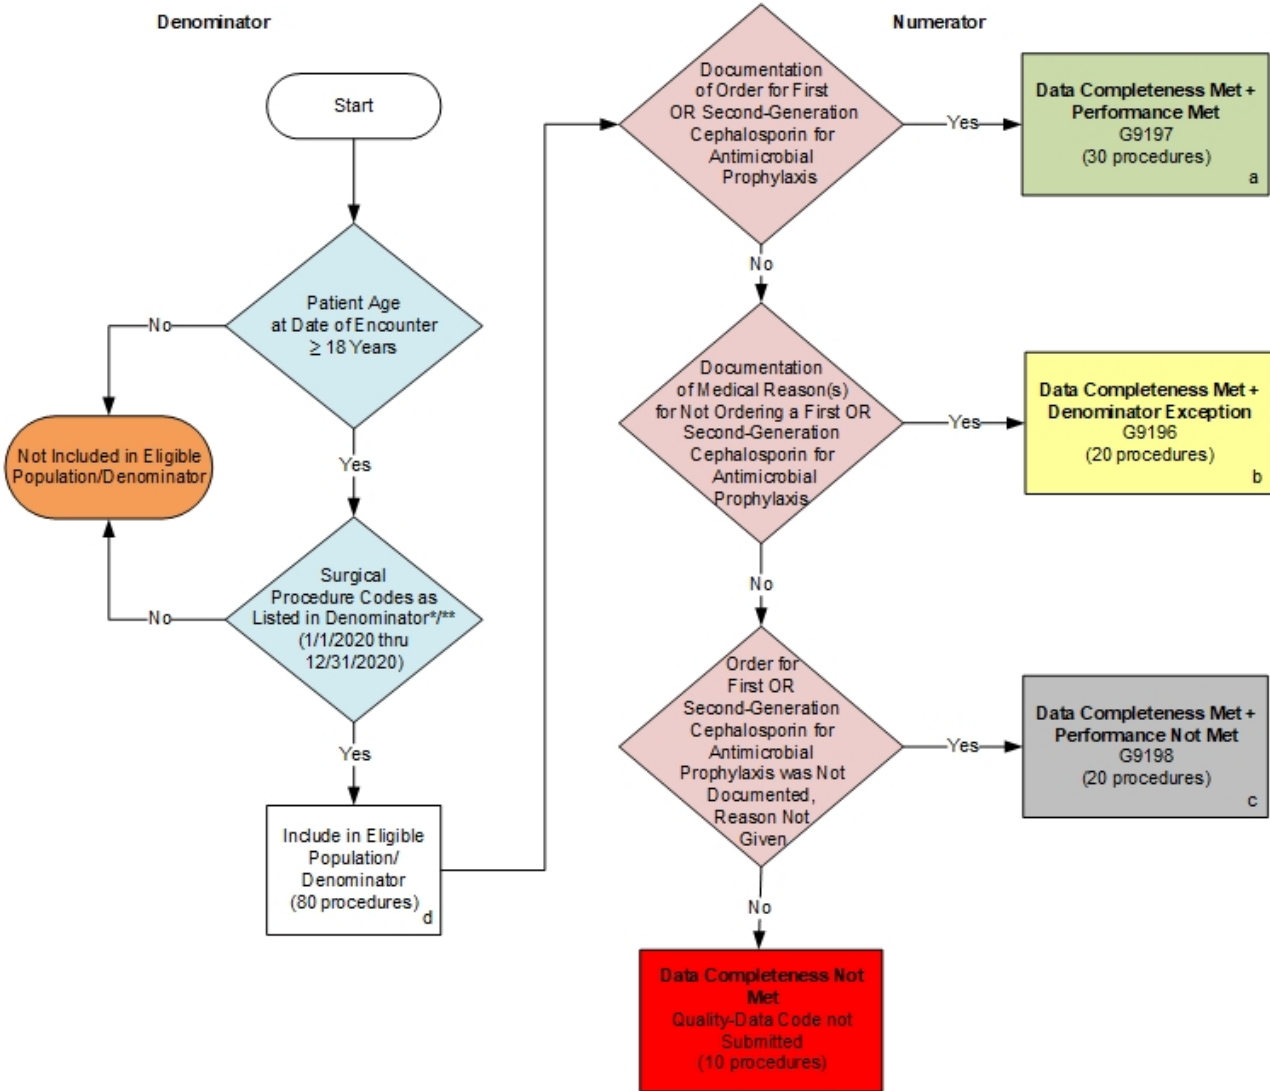 Denominator
Start
Patient Age
at Date of Encounter
≥ 18 Years
No
Not Included in Eligible
Population/Denominator
Yes
Surgical
Procedure Codes as
Listed in Denominator*/**
(1/1/2020 thru
12/31/2020)
No
Yes
Include in Eligible
Population/
Denominator
(80 procedures)
d
Numerator
Documentation
of Order for First
OR Second-Generation
Cephalosporin for
Antimicrobial
Prophylaxis
Yes
Data Completeness Met +
Performance Met
G9197
(30 procedures)
a
No
Documentation
of Medical Reason(s)
for Not Ordering a First OR
Second-Generation
Cephalosporin for
Antimicrobial
Prophylaxis
Yes
Data Completeness Met +
Denominator Exception
G9196
(20 procedures)
b
No
Order for
First OR
Second-Generation
Cephalosporin for
Antimicrobial
Prophylaxis was Not
Documented,
Reason Not
Given
Yes
Data Completeness Met +
Performance Not Met
G9198
(20 procedures)
c
No
Data Completeness Not
Met
Quality-Data Code not
Submitted
(10 procedures)